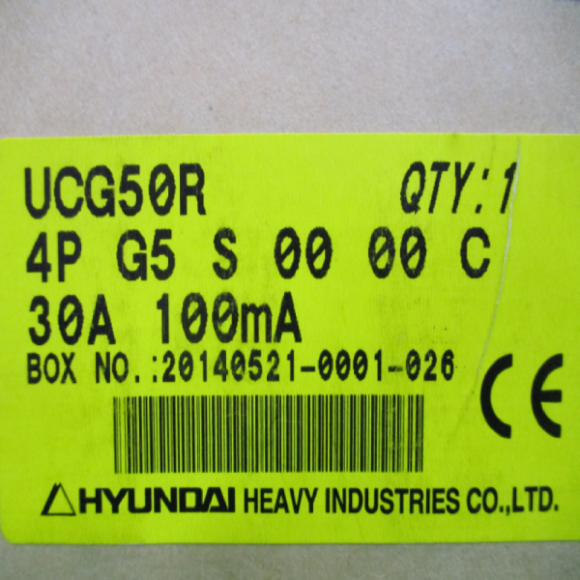 UCG50R QTY:1
4P G5 S 00 00 C
30A 100mA
BOX NO.:20140521-0001-026
CE
HYUNDAI HEAVY INDUSTRIES CO.,LTD.